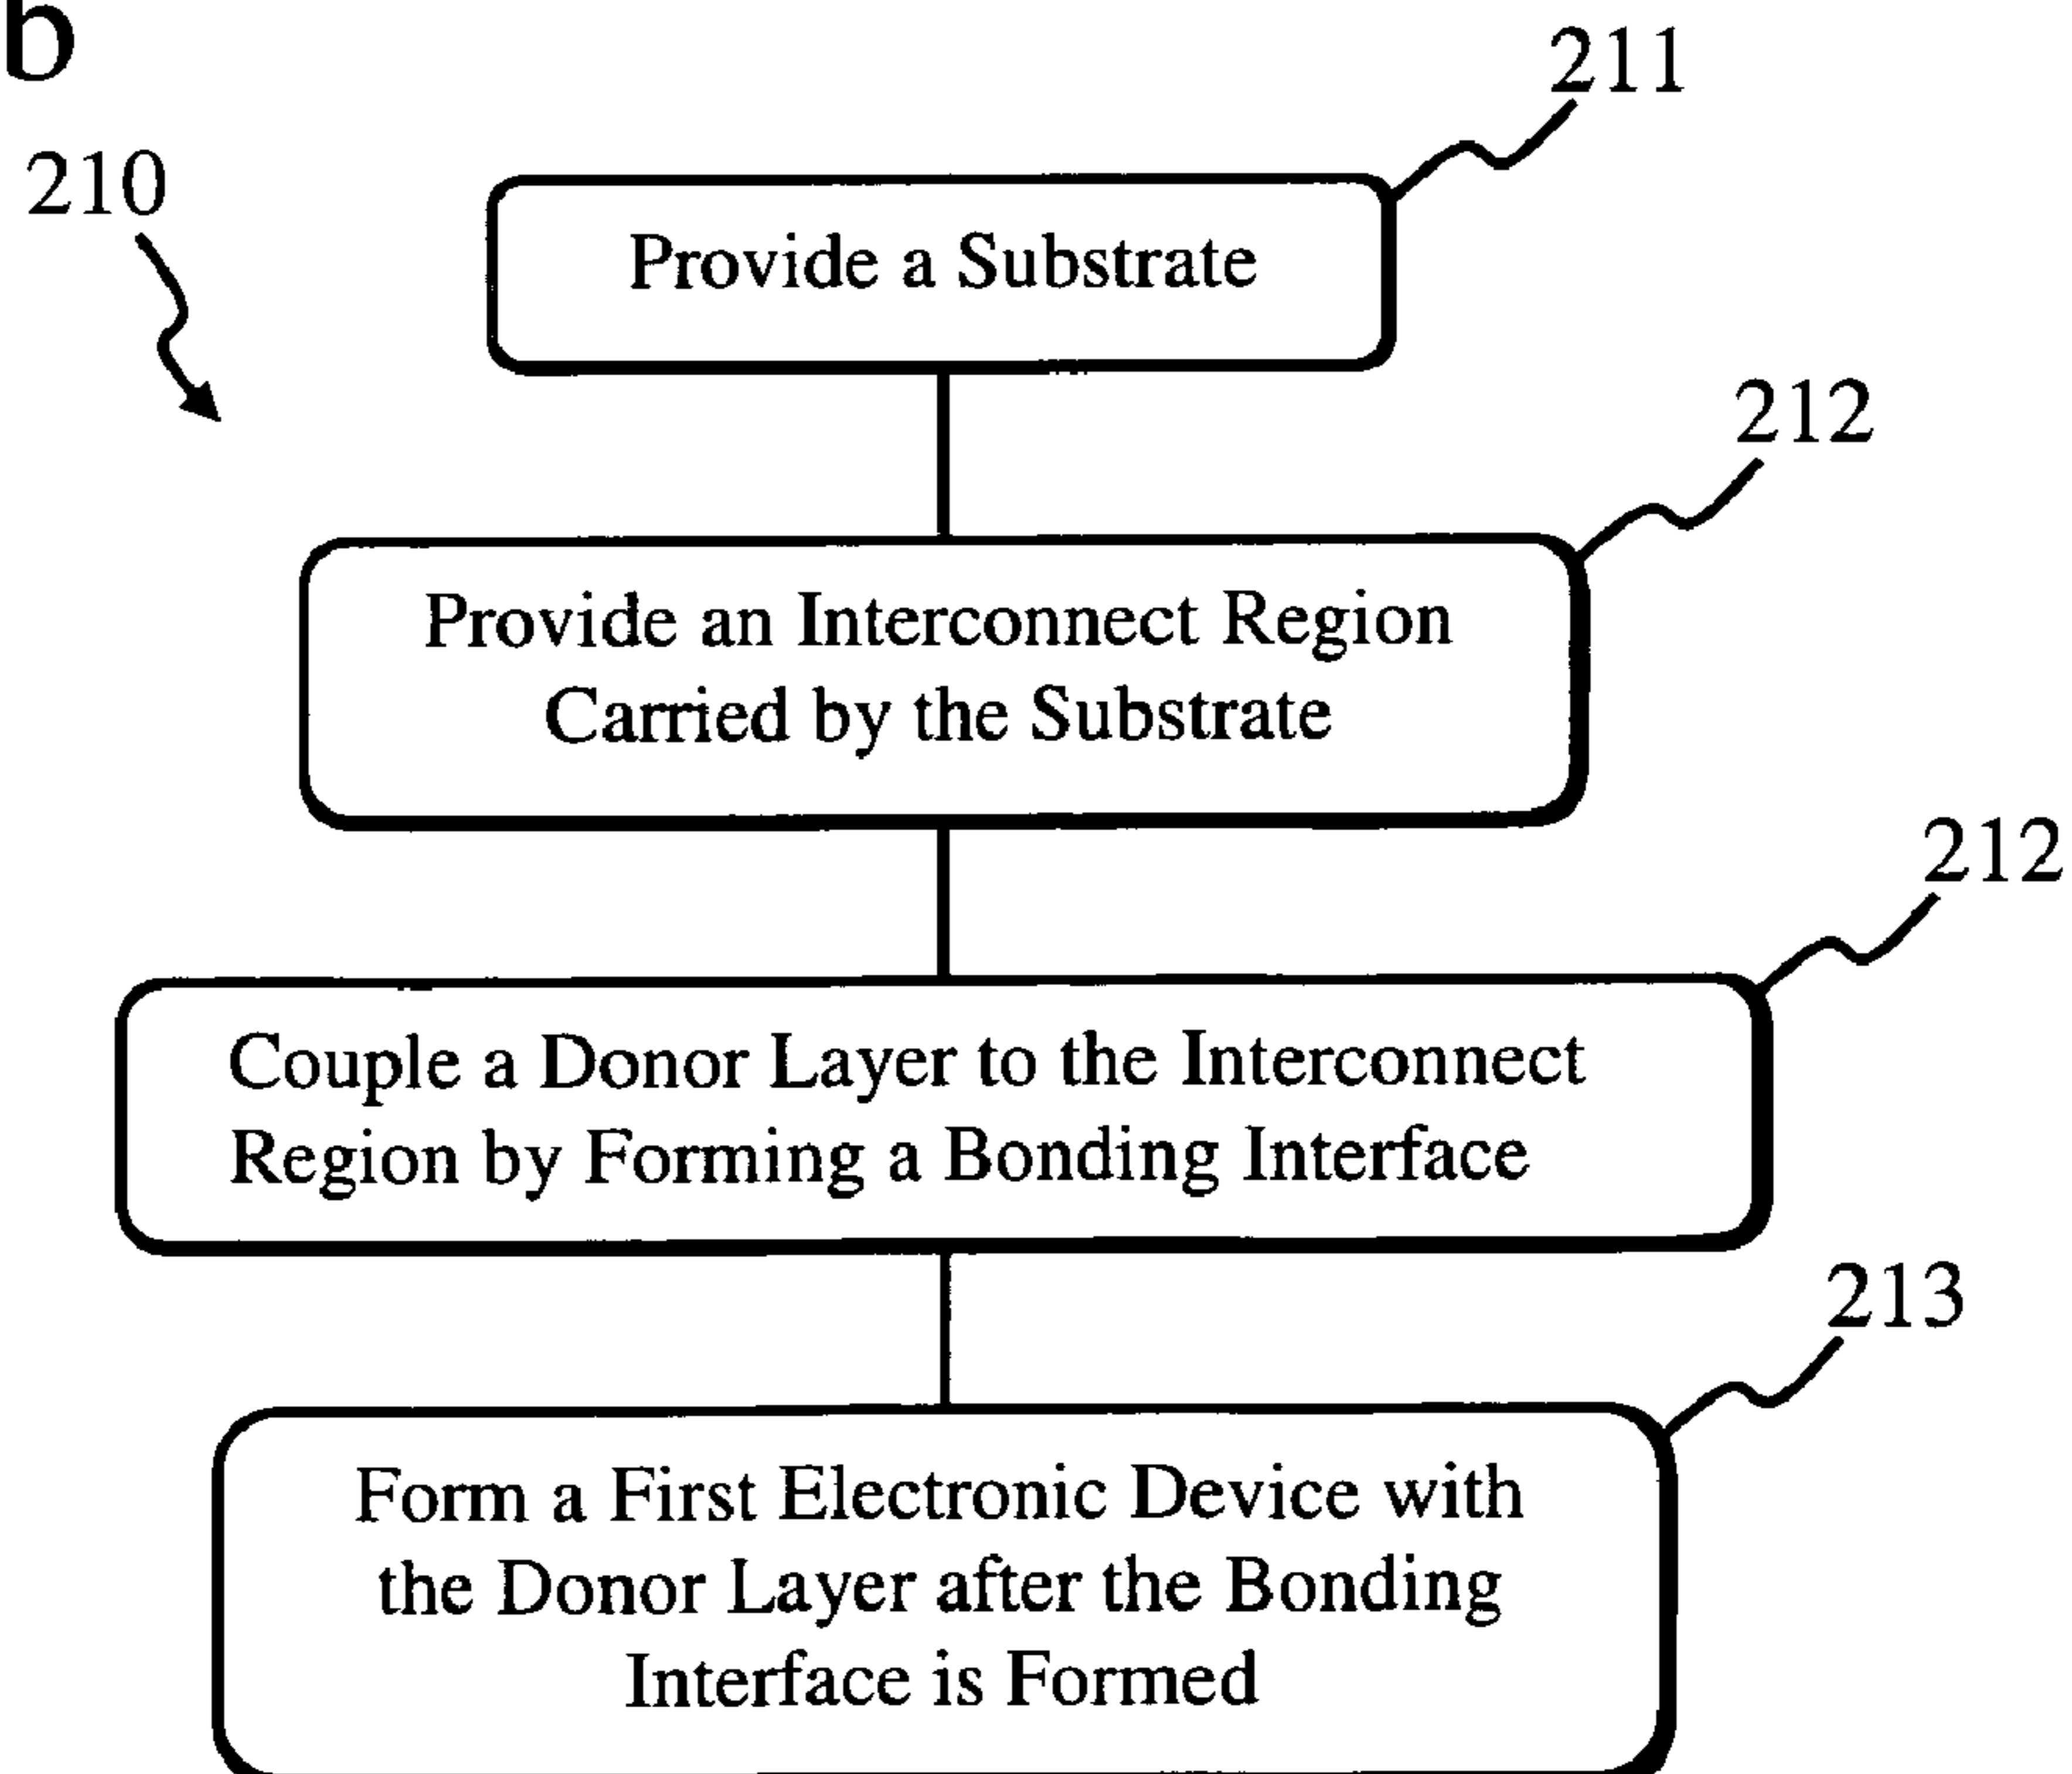 b
210
211
Provide a Substrate
212
Provide an Interconnect Region
Carried by the Substrate
212
Couple a Donor Layer to the Interconnect
Region by Forming a Bonding Interface
213
Form a First Electronic Device with
the Donor Layer after the Bonding
Interface is Formed